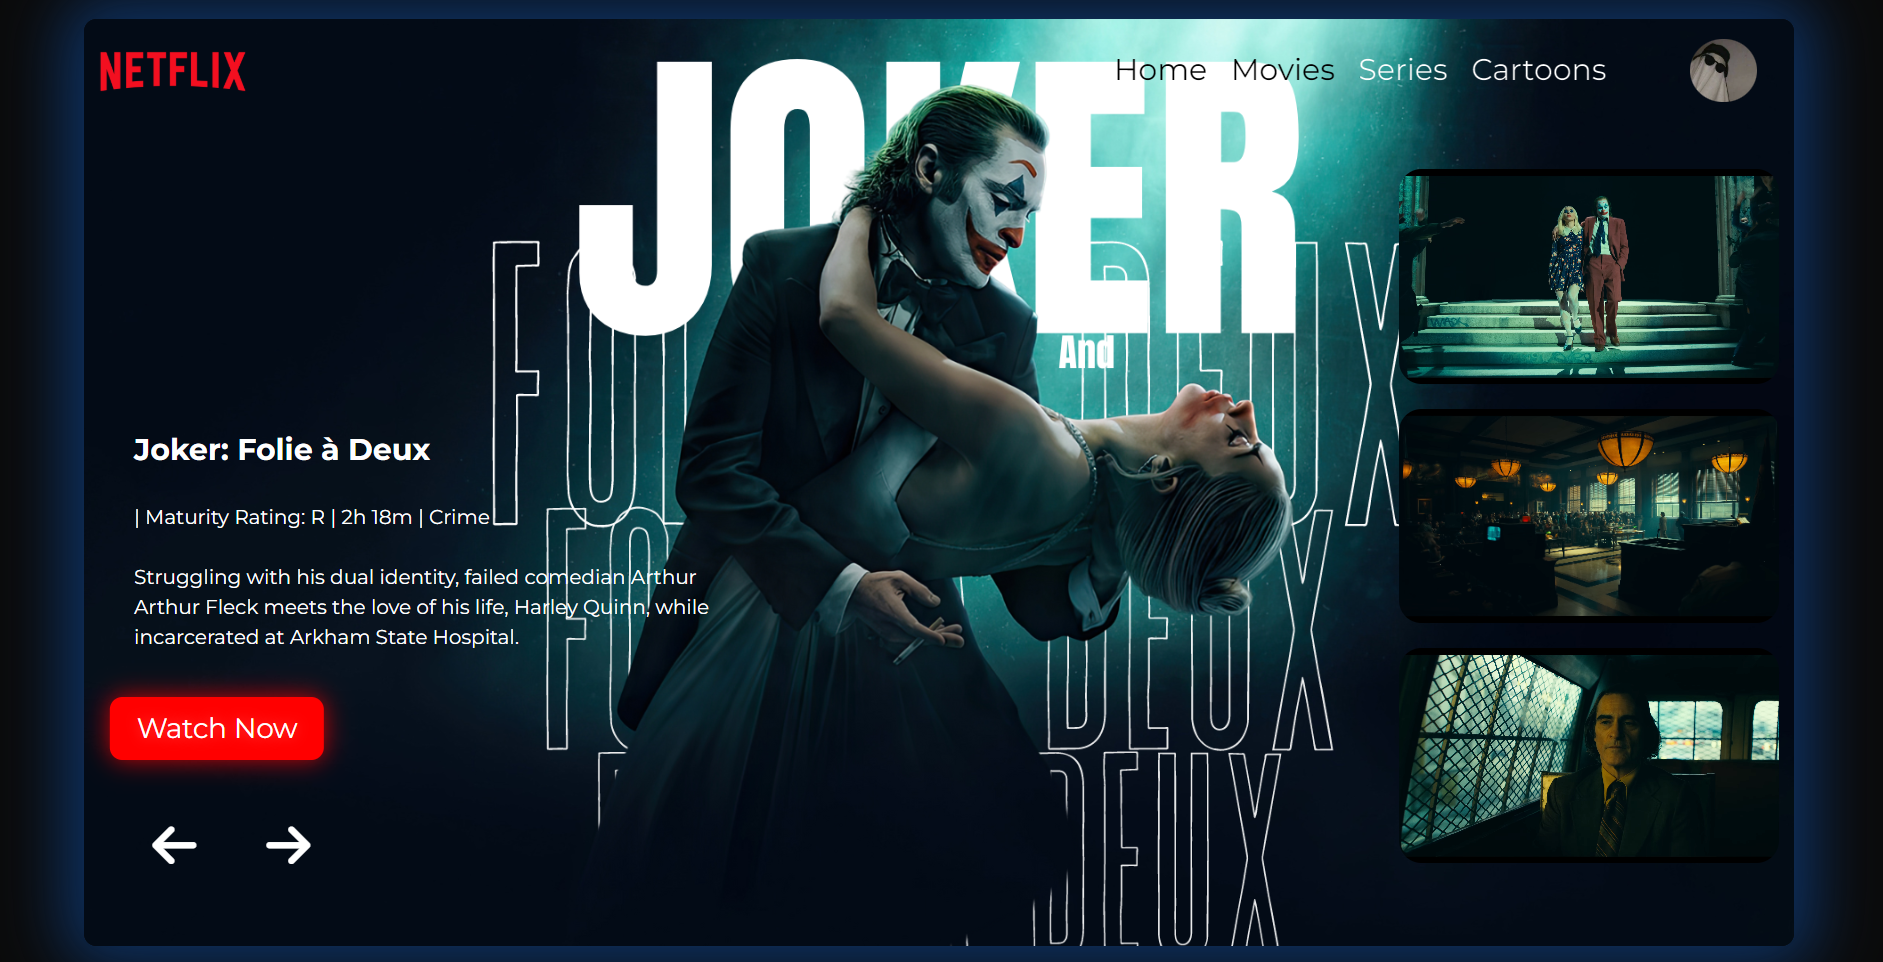 NETFLIX
Home Movies Series Cartoons
JOKER
And
FOLIE À DEUX
Joker: Folie à Deux
| Maturity Rating: R | 2h 18m | Crime
Struggling with his dual identity, failed comedian Arthur
Arthur Fleck meets the love of his life, Harley Quinn, while
incarcerated at Arkham State Hospital.
Watch Now